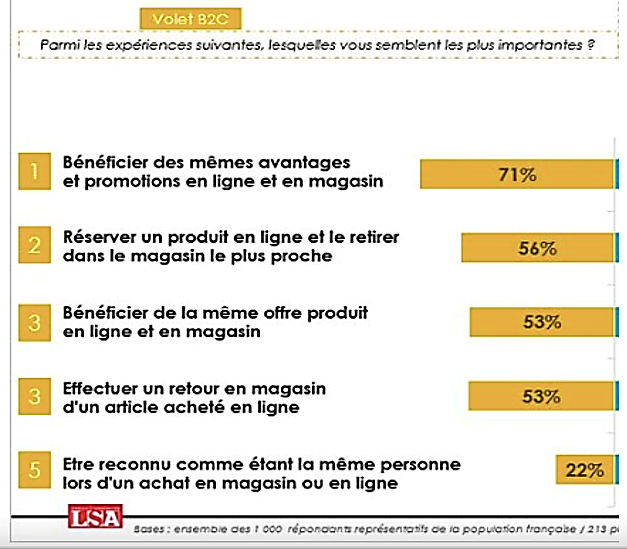 Volet B2C
Parmi les expériences suivantes, lesquelles vous semblent les plus importantes ?
1
Bénéficier des mêmes avantages
et promotions en ligne et en magasin
71%
2
Réserver un produit en ligne et le retirer
dans le magasin le plus proche
56%
3
Bénéficier de la même offre produit
en ligne et en magasin
53%
3
Effectuer un retour en magasin
d'un article acheté en ligne
53%
5
Etre reconnu comme étant la même personne
lors d'un achat en magasin ou en ligne
22%
LSA
Bases : ensemble des 1 000 répondants représentatifs de la population française / 213